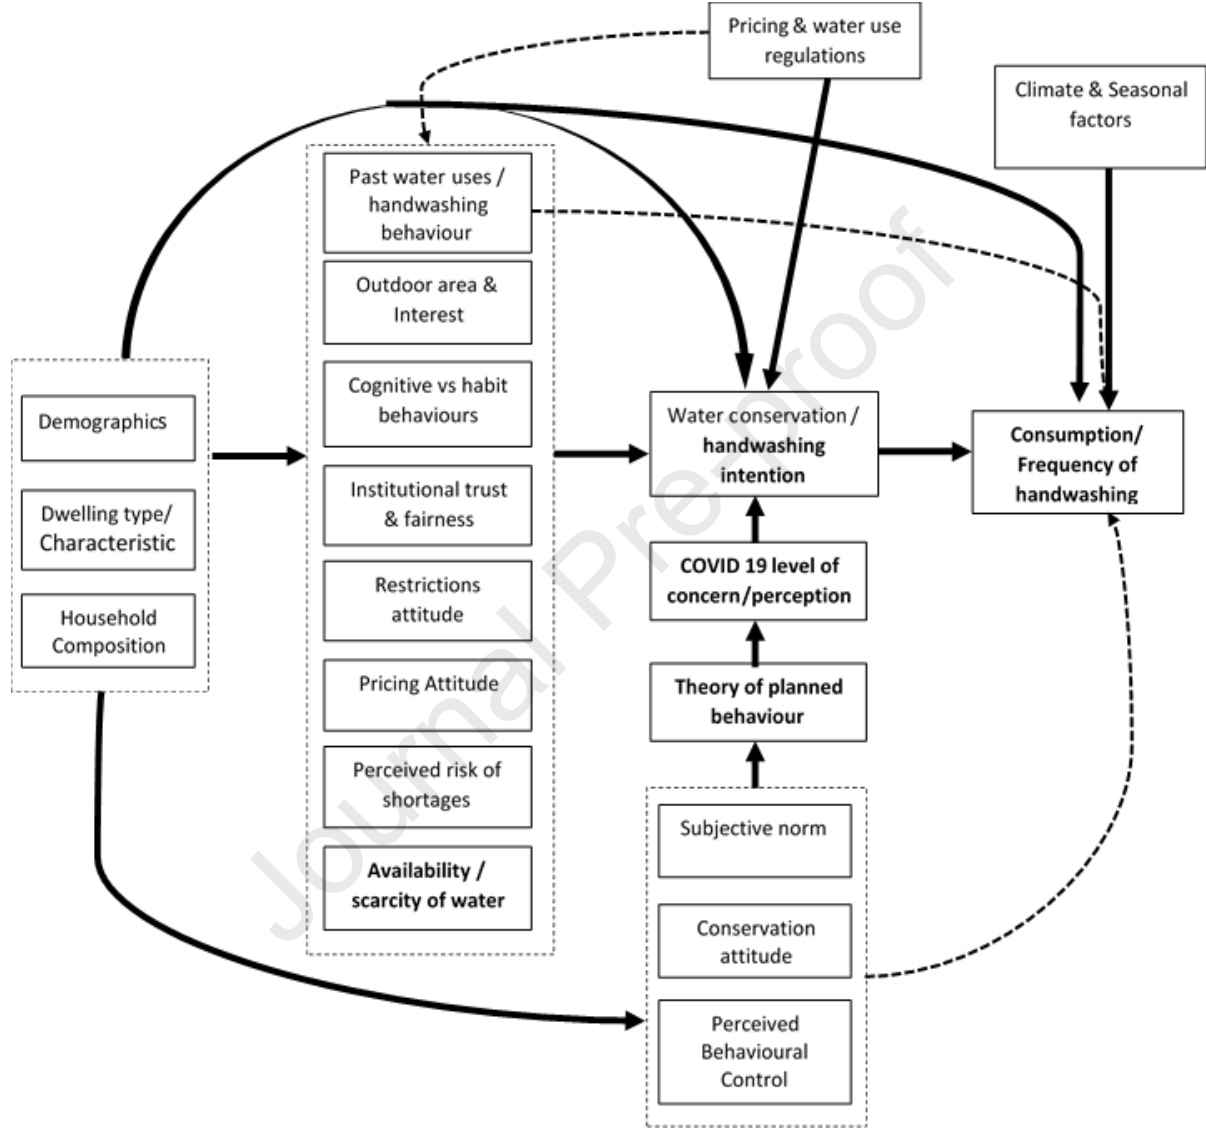 Pricing & water use
regulations
Climate & Seasonal
factors
Past water uses /
handwashing
behaviour
Outdoor area &
Interest
Cognitive vs habit
behaviours
Institutional trust
& fairness
Restrictions
attitude
Pricing Attitude
Perceived risk of
shortages
Availability /
scarcity of water
Demographics
Dwelling type/
Characteristic
Household
Composition
Water conservation /
handwashing
intention
Consumption/
Frequency of
handwashing
COVID 19 level of
concern/perception
Theory of planned
behaviour
Subjective norm
Conservation
attitude
Perceived
Behavioural
Control
Journal Pre-proof